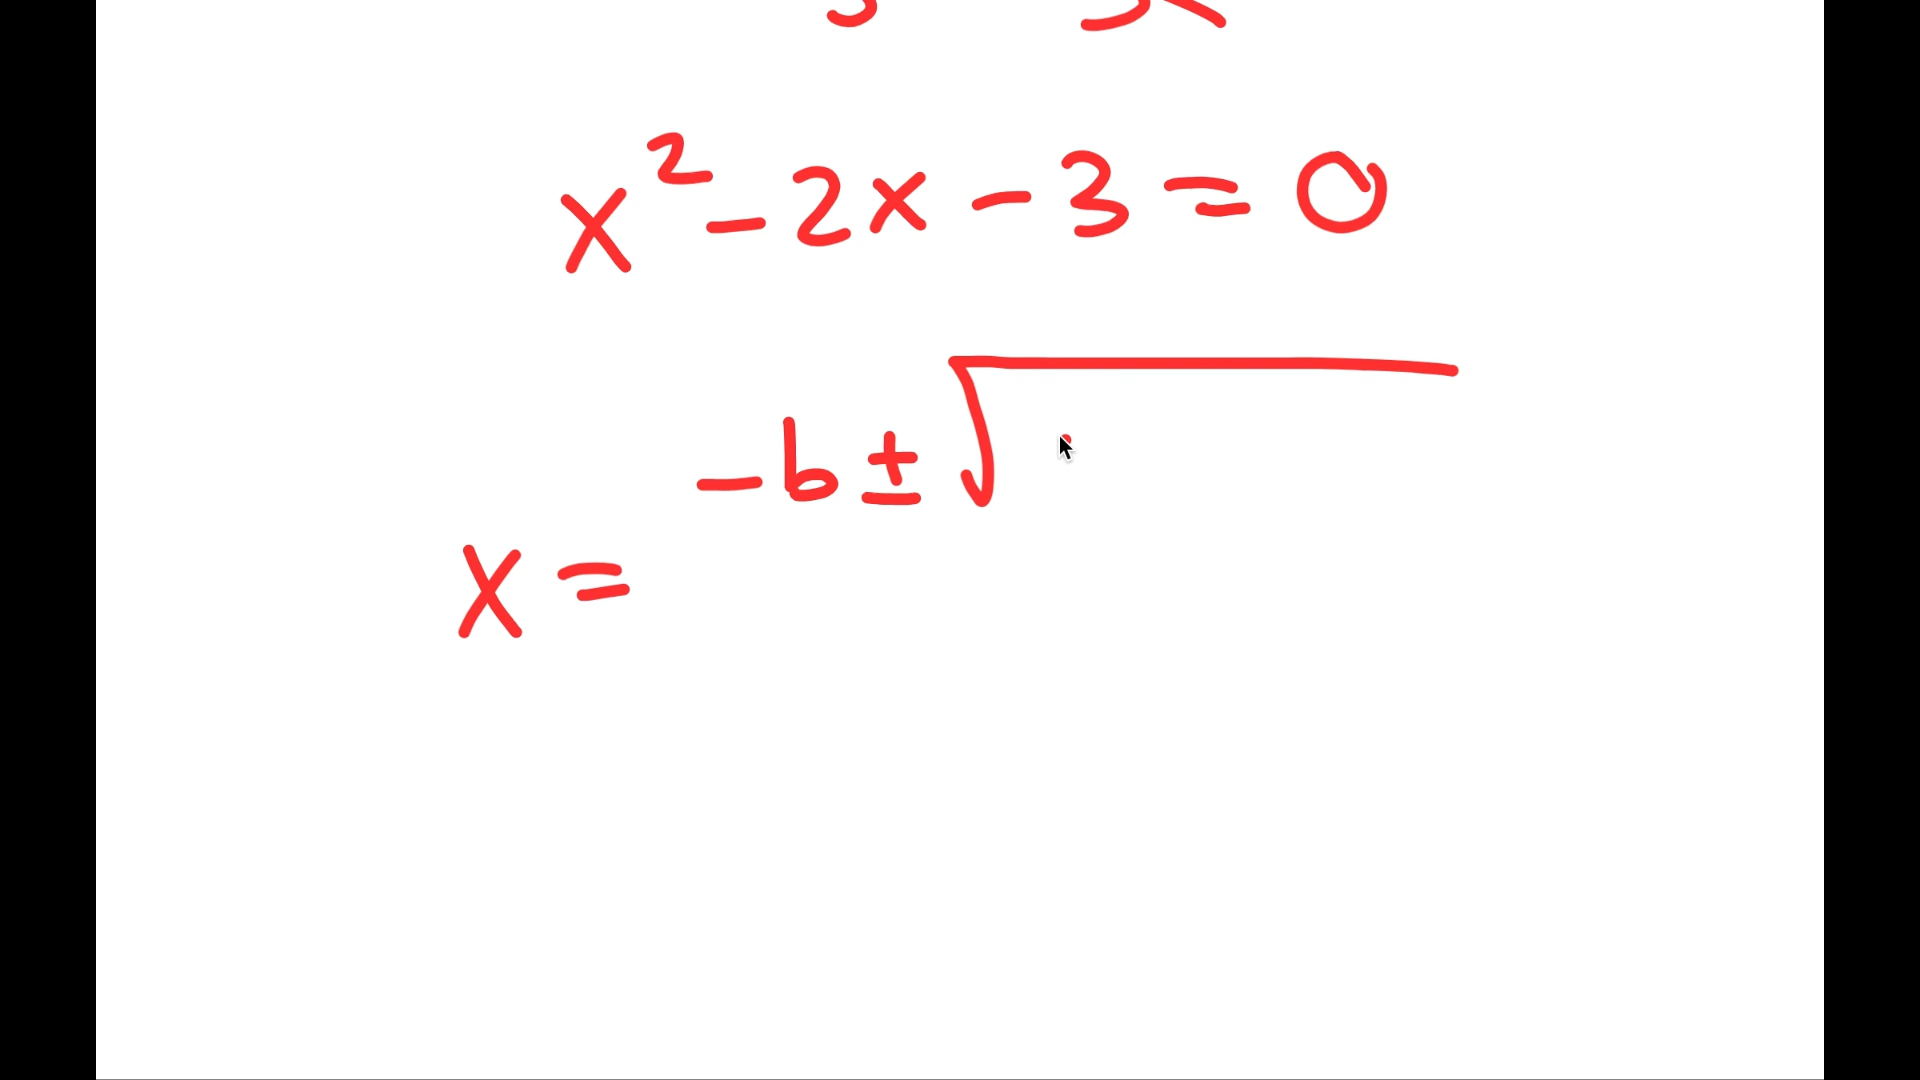 x² - 2x - 3 = 0
-b ± √
x =